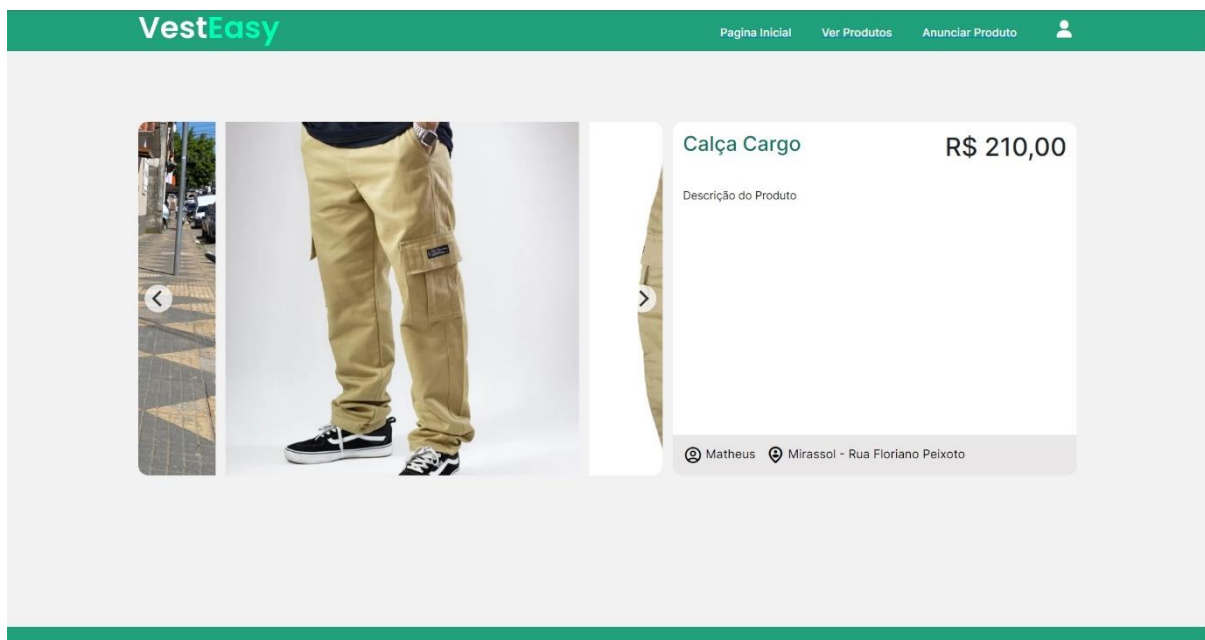 VestEasy
Pagina Inicial Ver Produtos Anunciar Produto
Calça Cargo
R$ 210,00
Descrição do Produto
Matheus Mirassol - Rua Floriano Peixoto